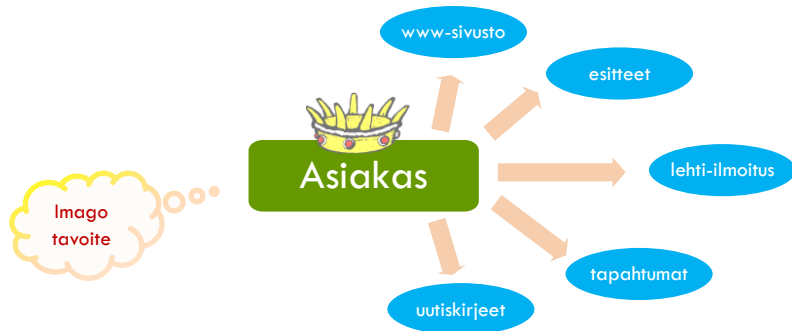 www-sivusto
esitteet
Asiakas
lehti-ilmoitus
Imago
tavoite
tapahtumat
uutiskirjeet